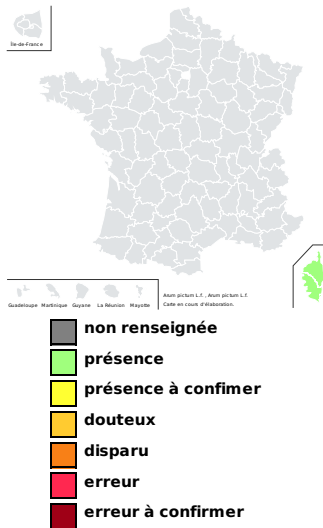 Île-de-France
Arum pictum L.f. , Arum pictum L.f.
Carte en cours d'élaboration.
Guadeloupe Martinique Guyane La Réunion Mayotte
non renseignée
présence
présence à confimer
douteux
disparu
erreur
erreur à confirmer